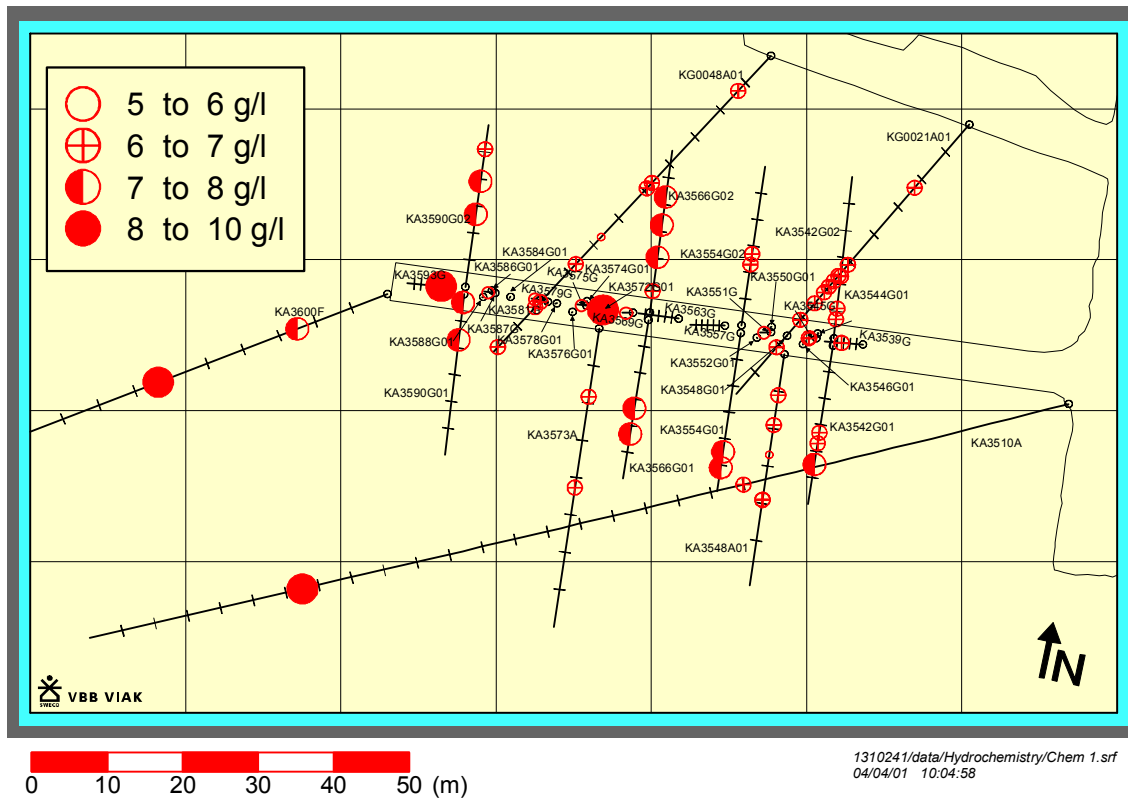 5 to 6 g/l
6 to 7 g/l
7 to 8 g/l
8 to 10 g/l
KG0048A01
KG0021A01
KA3590G02
KA3566G02
KA3542G02
KA3584G01
KA3586G01
KA3554G02
KA3593G
KA3574G01
KA3550G01
KA3572G01
KA3551G
KA3544G01
KA3579G
KA3600F
KA3563G
KA3569G
KA3557G
KA3539G
KA3587G
KA3588G01
KA3578G01
KA3576G01
KA3552G01
KA3548G01
KA3546G01
KA3590G01
KA3573A
KA3554G01
KA3542G01
KA3510A
KA3566G01
KA3548A01
N
SWECO
VBB VIAK
0 10 20 30 40 50 (m)
1310241/data/Hydrochemistry/Chem 1.srf
04/04/01 10:04:58